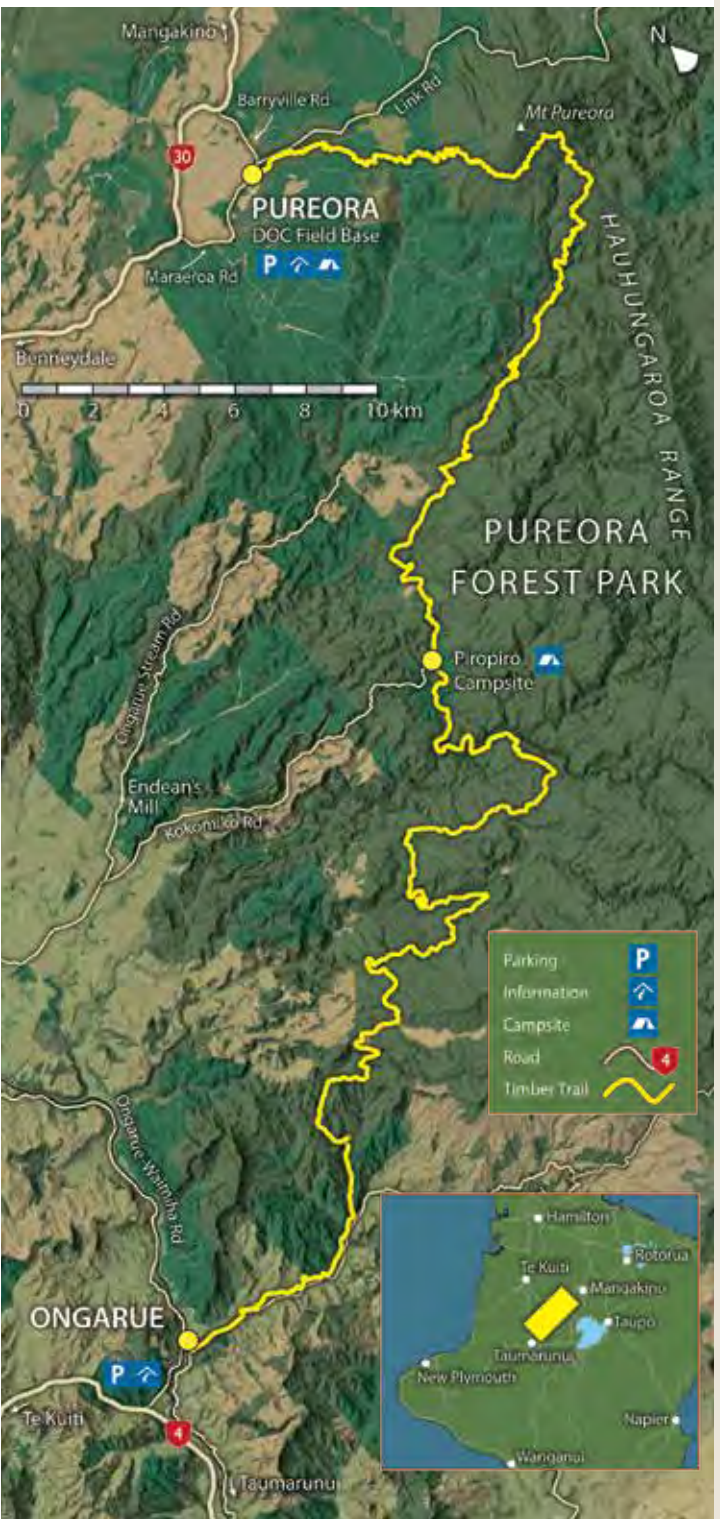 Mangakino
N
Barryville Rd
Link Rd
Mt Pureora
30
PUREORA
DOC Field Base
P
Maraeroa Rd
HAUHUNGAROA RANGE
Benneydale
0 2 4 6 8 10 km
PUREORA
FOREST PARK
Piropiro
Campsite
Ongarue Stream Rd
Endean's
Mill
Kokomiko Rd
Parking P
Information
Campsite
Road 4
Timber Trail
Ongarue-Waimiha Rd
Hamilton
Rotorua
Te Kuiti
Mangakino
Taupo
Taumarunui
New Plymouth
Napier
Wanganui
ONGARUE
P
Te Kuiti
4
Taumarunu